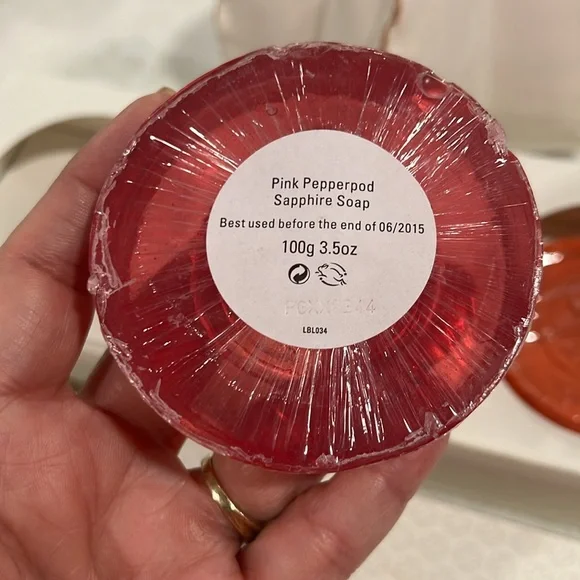 Pink Pepperpod
Sapphire Soap
Best used before the end of 06/2015
100g 3.5oz
LBL034